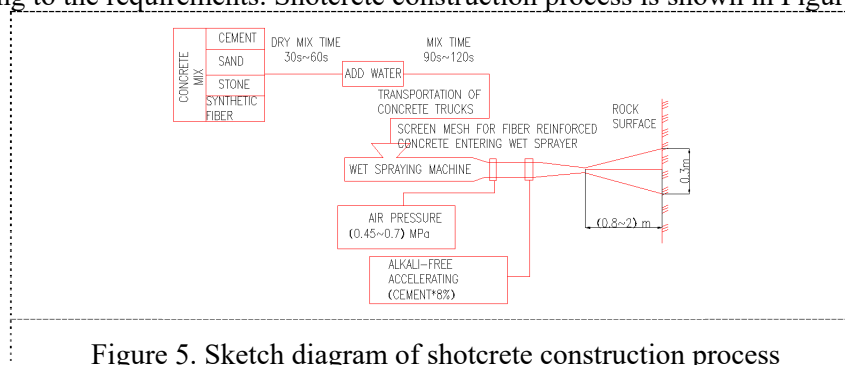 ng to the requirements. Shotcrete construction process is shown in Figur
CONCRETE
MIX
CEMENT
SAND
STONE
SYNTHETIC
FIBER
DRY MIX TIME
30s~60s
ADD WATER
MIX TIME
90s~120s
TRANSPORTATION OF
CONCRETE TRUCKS
SCREEN MESH FOR FIBER REINFORCED
CONCRETE ENTERING WET SPRAYER
WET SPRAYING MACHINE
ROCK
SURFACE
0.3m
(0.8~2) m
AIR PRESSURE
(0.45~0.7) MPa
ALKALI-FREE
ACCELERATING
(CEMENT*8%)
Figure 5. Sketch diagram of shotcrete construction process